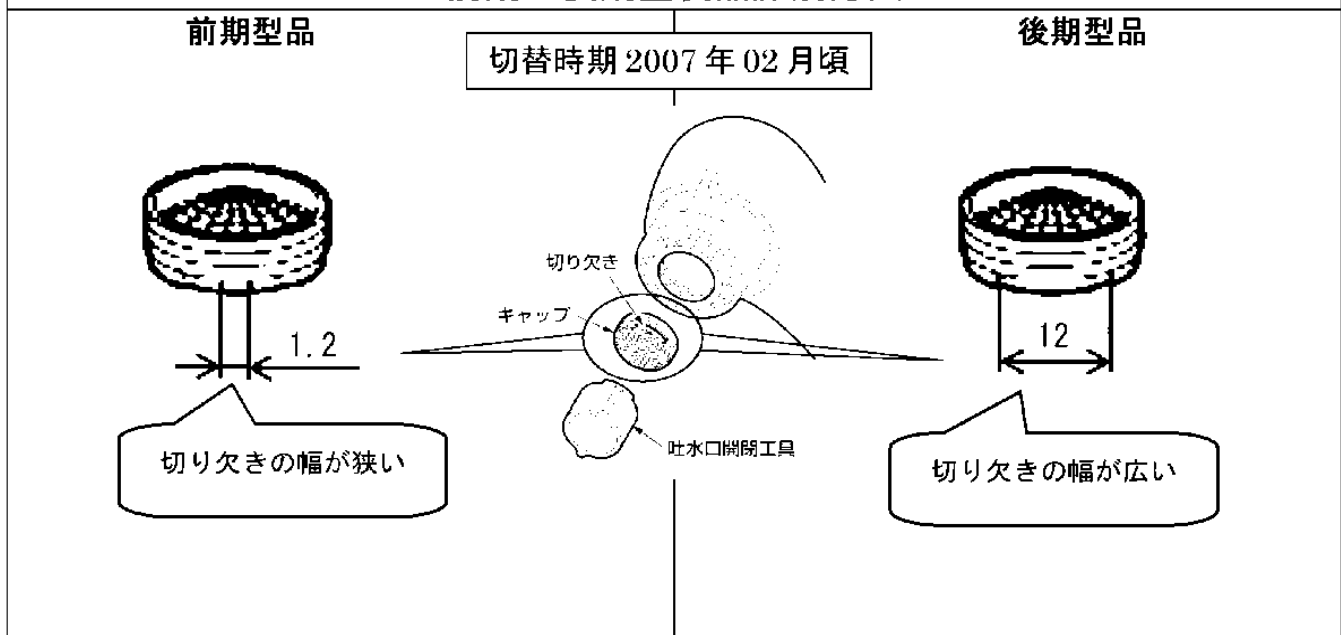 前期型品
後期型品
切替時期 2007 年 02 月頃
切り欠き
キャップ
1.2
12
吐水口開閉工具
切り欠きの幅が狭い
切り欠きの幅が広い